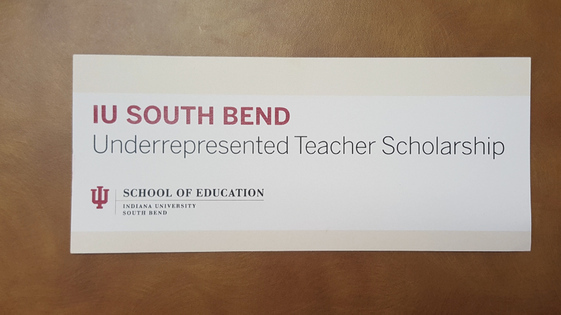 IU SOUTH BEND
Underrepresented Teacher Scholarship
SCHOOL OF EDUCATION
INDIANA UNIVERSITY
SOUTH BEND